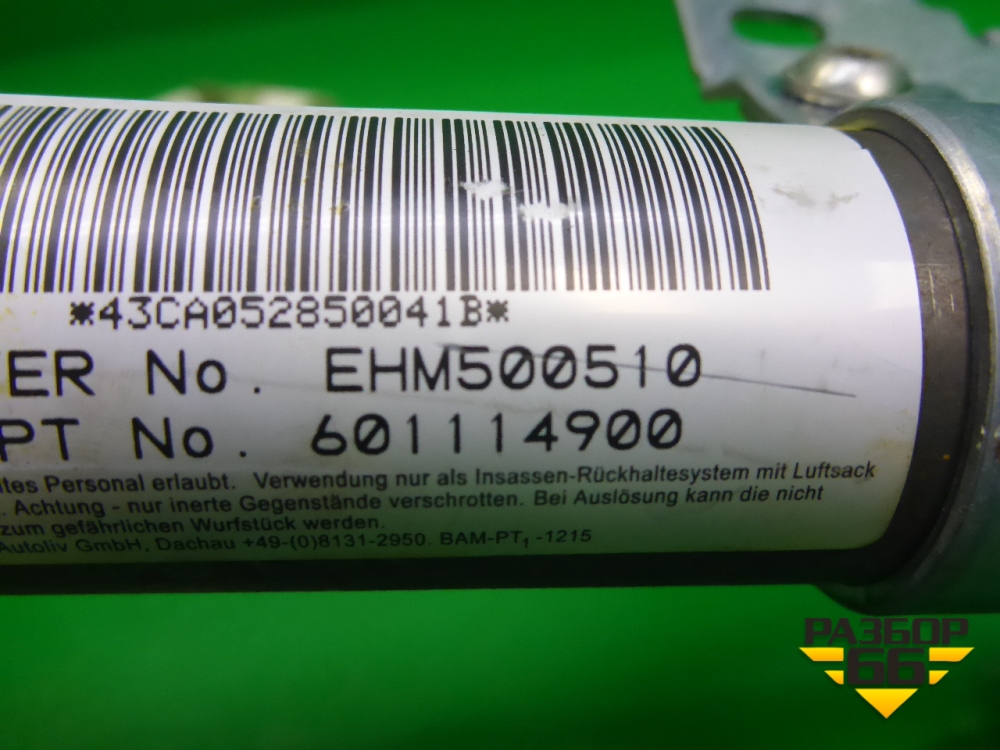 *43CA052850041B*
ER No. EHM500510
PT No. 601114900
ltes Personal erlaubt. Verwendung nur als Insassen-Rückhaltesystem mit Luftsack
. Achtung - nur inerte Gegenstände verschrotten. Bei Auslösung kann die nicht
zum gefährlichen Wurfstück werden.
Autoliv GmbH, Dachau +49-(0)8131-2950. BAM-PT₁ -1215
РАЗБОР
66